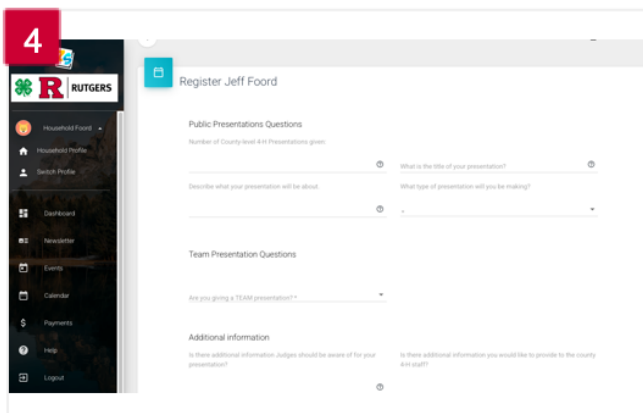 4
R RUTGERS
Register Jeff Foord
Household Foord
Household Profile
Switch Profile
Dashboard
Newsletter
Events
Calendar
Payments
Help
Logout
Public Presentations Questions
Number of County-level 4-H Presentations given:
What is the title of your presentation?
Describe what your presentation will be about.
What type of presentation will you be making?
Team Presentation Questions
Are you giving a TEAM presentation? *
Additional information
Is there additional information Judges should be aware of for your
presentation?
Is there additional information you would like to provide to the county
4-H staff?